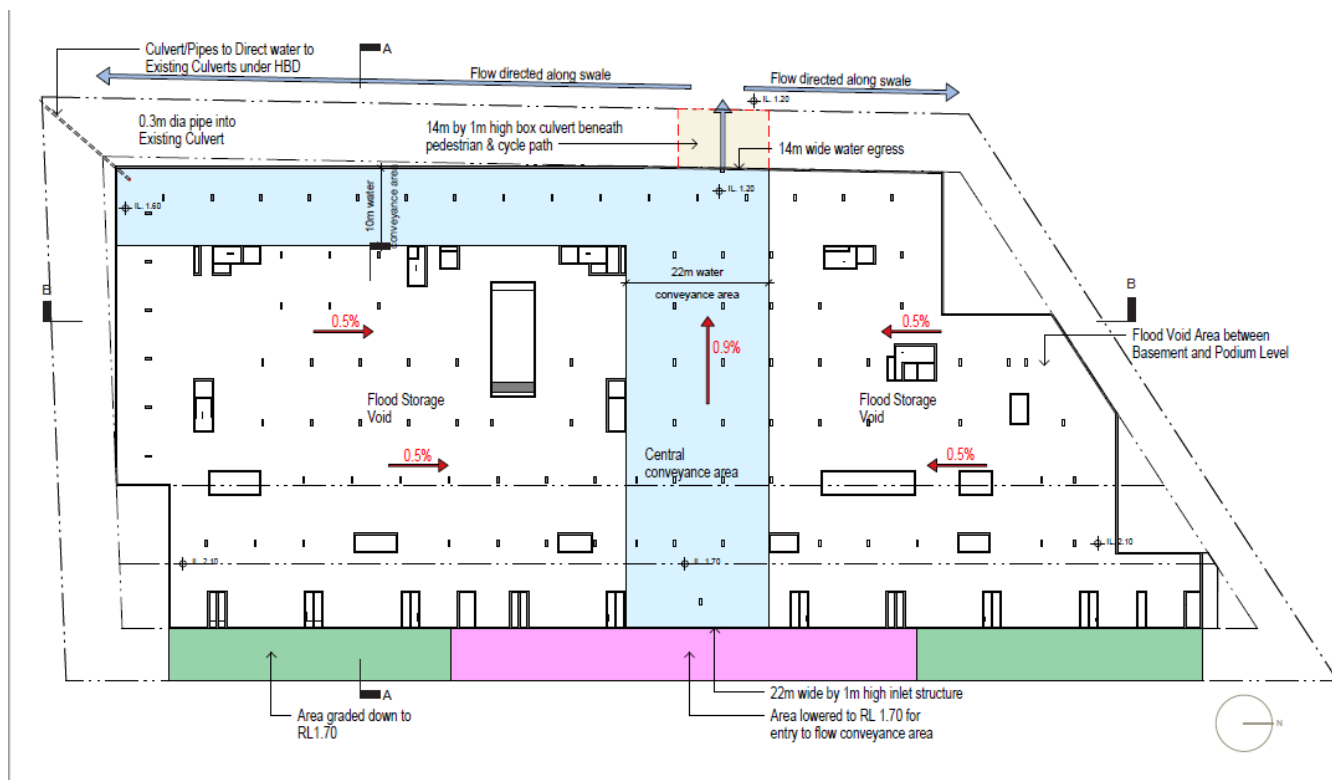 Culvert/Pipes to Direct water to
Existing Culverts under HBD
A
Flow directed along swale
Flow directed along swale
IL. 1.20
0.3m dia pipe into
Existing Culvert
14m by 1m high box culvert beneath
pedestrian & cycle path
14m wide water egress
IL. 1.60
10m water
conveyance area
IL. 1.20
22m water
conveyance area
B
B
0.5%
0.9%
0.5%
Flood Void Area between
Basement and Podium Level
Flood Storage
Void
Flood Storage
Void
0.5%
Central
conveyance area
0.5%
IL. 2.10
IL. 1.70
IL. 2.10
A
22m wide by 1m high inlet structure
Area graded down to
RL1.70
Area lowered to RL 1.70 for
entry to flow conveyance area
N